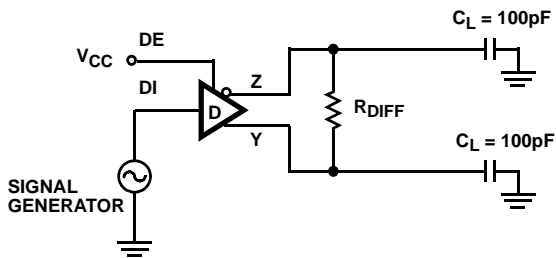 C_L = 100pF
DE
V_CC
DI
Z
D
R_DIFF
Y
C_L = 100pF
SIGNAL
GENERATOR